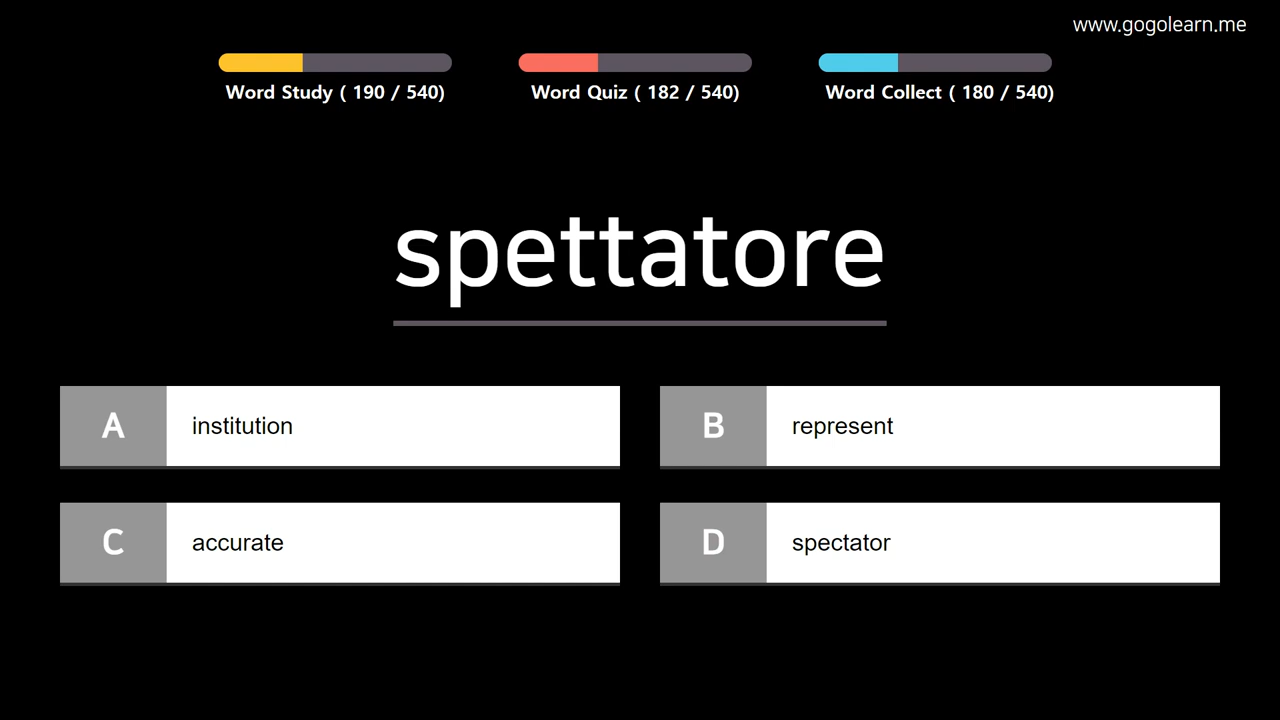 www.gogolearn.me
Word Study ( 190 / 540)
Word Quiz ( 182 / 540)
Word Collect ( 180 / 540)
spettatore
A institution
B represent
C accurate
D spectator